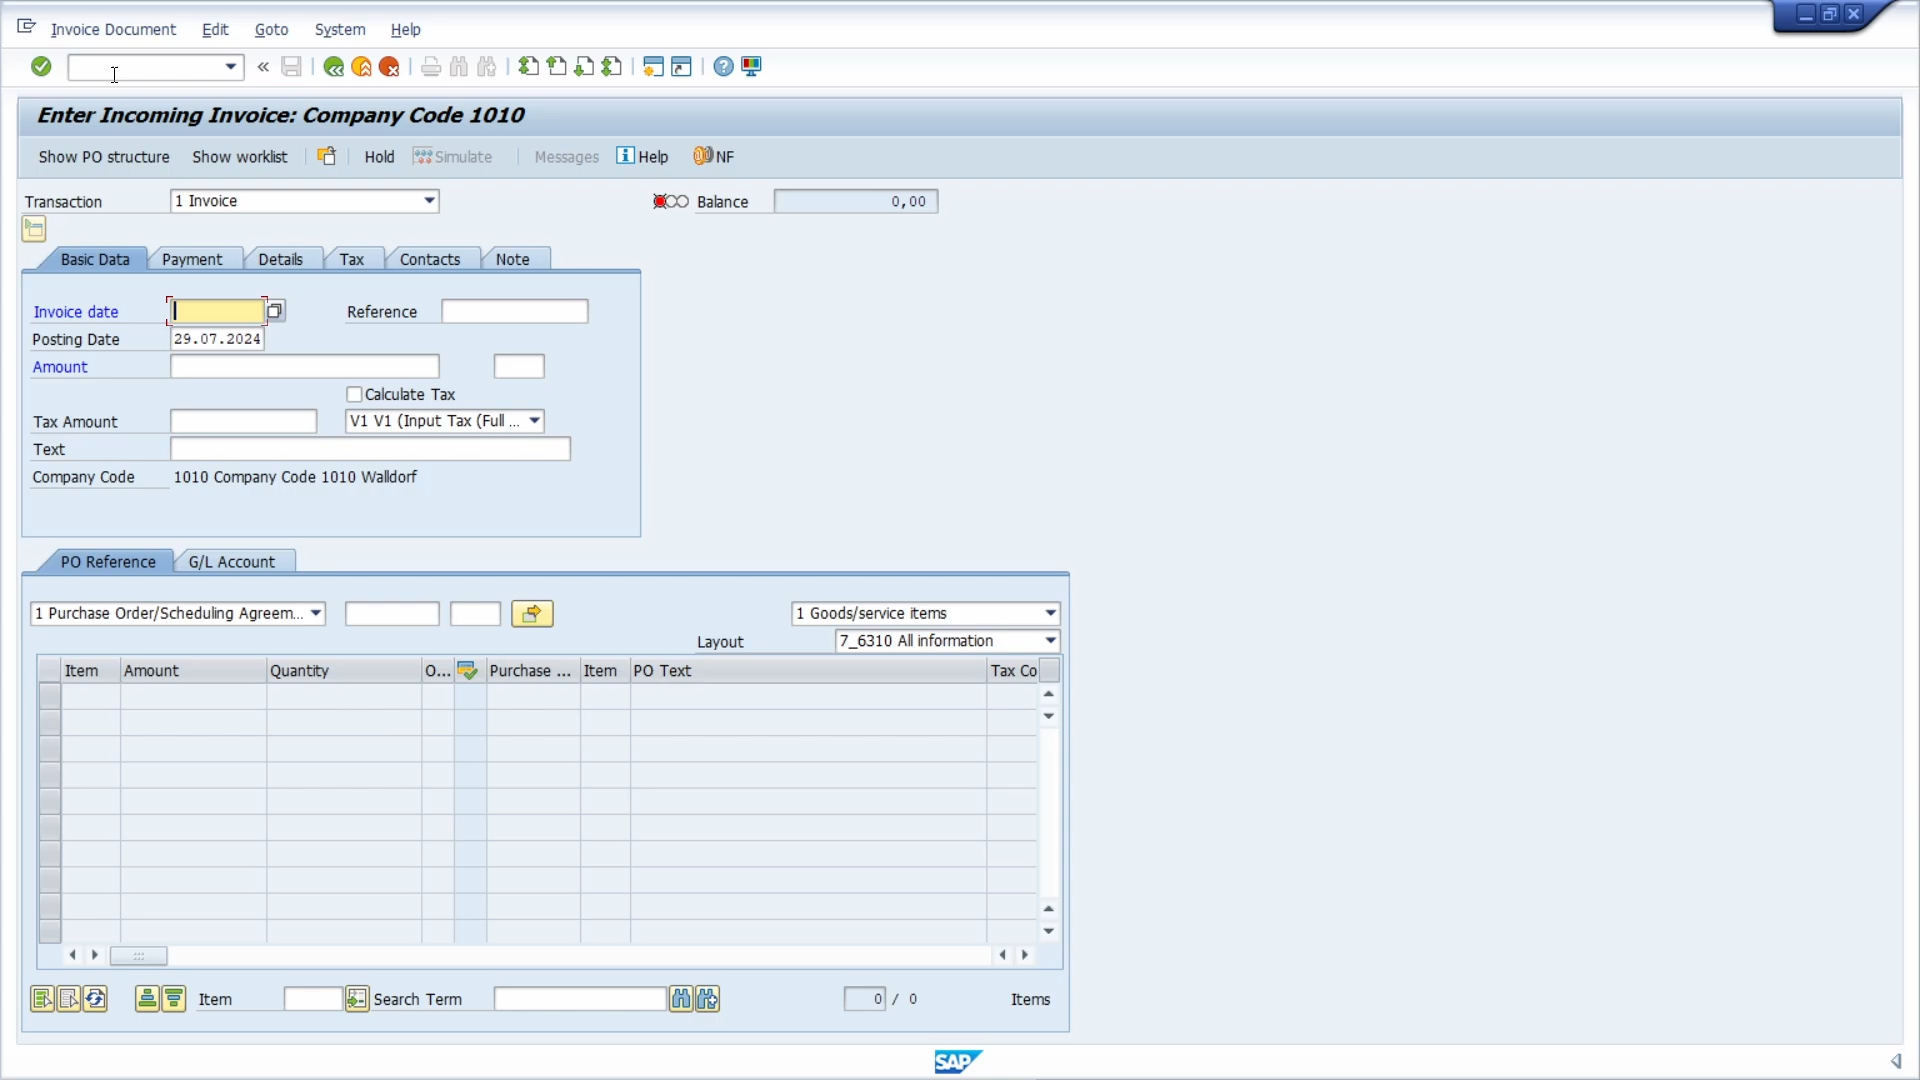 Invoice Document Edit Goto System Help
Enter Incoming Invoice: Company Code 1010
Show PO structure Show worklist Hold Simulate Messages Help NF
Transaction 1 Invoice Balance 0,00
Basic Data Payment Details Tax Contacts Note
Invoice date Reference
Posting Date 29.07.2024
Amount
Calculate Tax
Tax Amount V1 V1 (Input Tax (Full ...
Text
Company Code 1010 Company Code 1010 Walldorf
PO Reference G/L Account
1 Purchase Order/Scheduling Agreem... 1 Goods/service items
Layout 7_6310 All information
Item Amount Quantity O... Purchase ... Item PO Text Tax Co
Item Search Term 0 / 0 Items
SAP